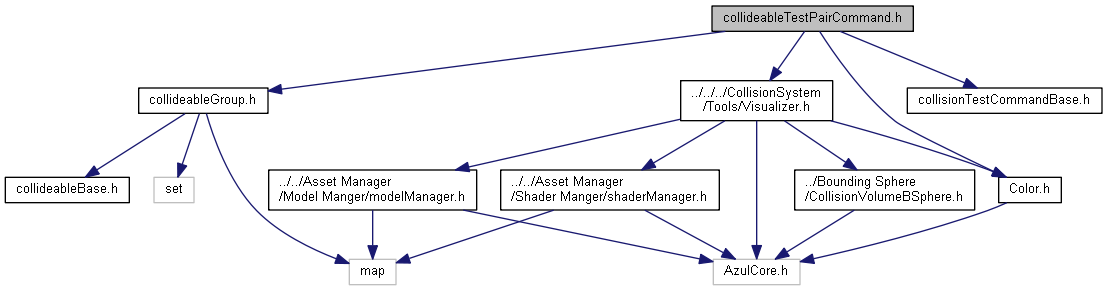 collideableTestPairCommand.h
collideableGroup.h
../../../CollisionSystem
/Tools/Visualizer.h
collisionTestCommandBase.h
collideableBase.h
set
../../Asset Manager
/Model Manger/modelManager.h
../../Asset Manager
/Shader Manger/shaderManager.h
../Bounding Sphere
/CollisionVolumeBSphere.h
Color.h
map
AzulCore.h